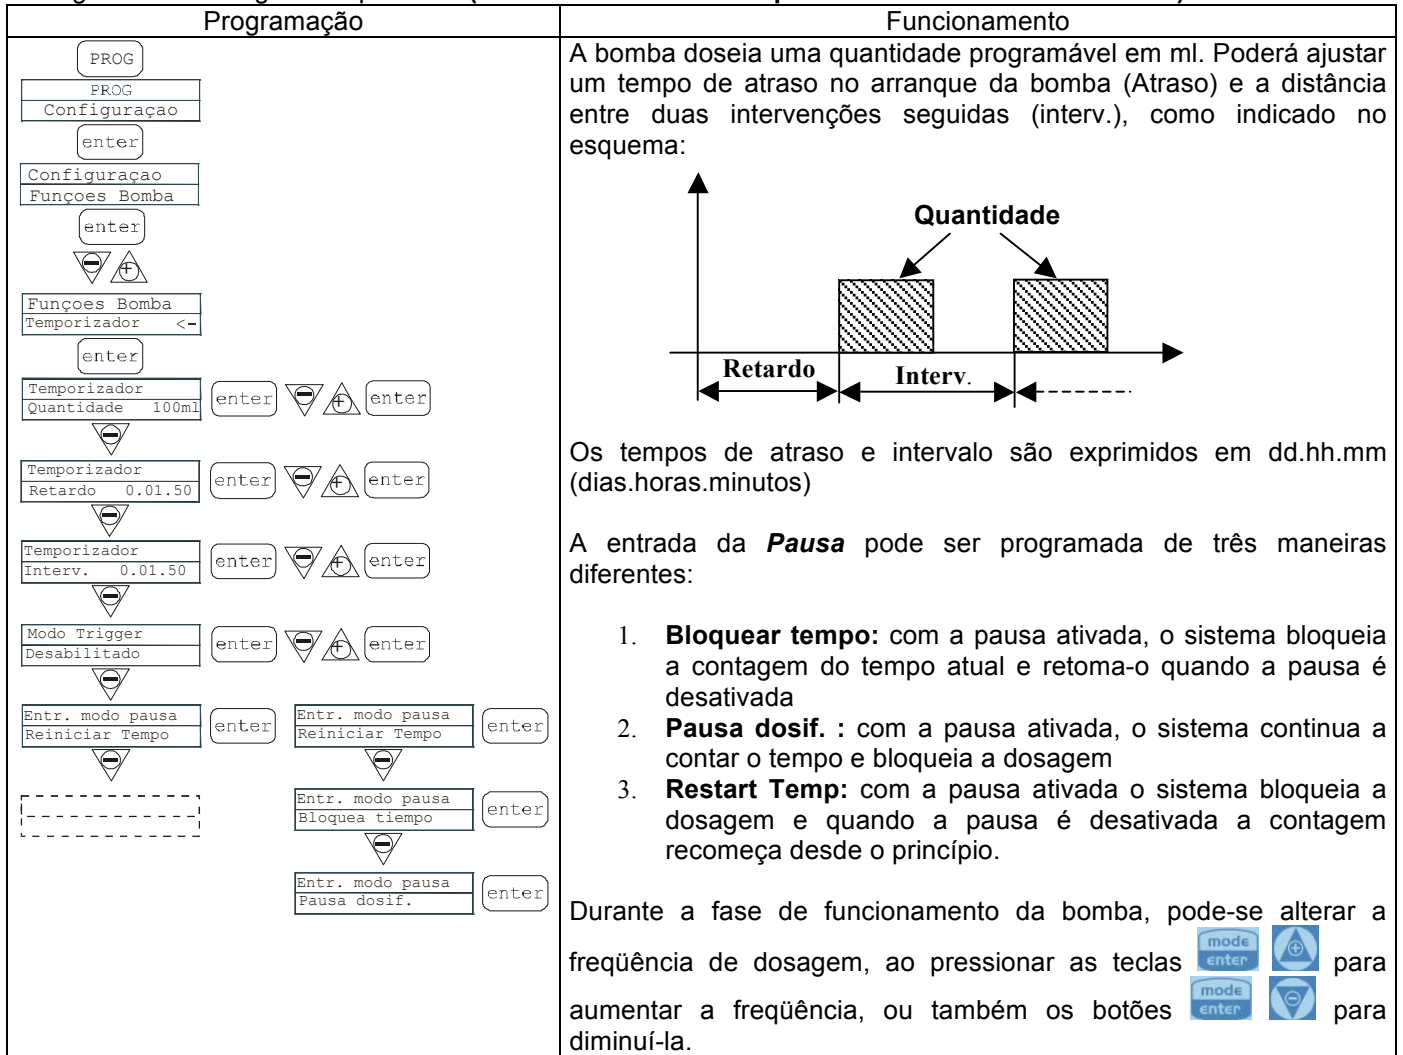 Programação
Funcionamento
PROG
PROG
Configuraçao
enter
Configuraçao
Funçoes Bomba
enter
Funçoes Bomba
Temporizador <-
enter
Temporizador
Quantidade 100ml
enter
enter
Temporizador
Retardo 0.01.50
enter
enter
Temporizador
Interv. 0.01.50
enter
enter
Modo Trigger
Desabilitado
enter
enter
Entr. modo pausa
Reiniciar Tempo
enter
Entr. modo pausa
Reiniciar Tempo
enter
Entr. modo pausa
Bloquea tiempo
enter
Entr. modo pausa
Pausa dosif.
enter
A bomba doseia uma quantidade programável em ml. Poderá ajustar
um tempo de atraso no arranque da bomba (Atraso) e a distância
entre duas intervenções seguidas (interv.), como indicado no
esquema:
Quantidade
Retardo
Interv.
Os tempos de atraso e intervalo são exprimidos em dd.hh.mm
(dias.horas.minutos)
A entrada da Pausa pode ser programada de três maneiras
diferentes:
1. Bloquear tempo: com a pausa ativada, o sistema bloqueia
a contagem do tempo atual e retoma-o quando a pausa é
desativada
2. Pausa dosif. : com a pausa ativada, o sistema continua a
contar o tempo e bloqueia a dosagem
3. Restart Temp: com a pausa ativada o sistema bloqueia a
dosagem e quando a pausa é desativada a contagem
recomeça desde o princípio.
Durante a fase de funcionamento da bomba, pode-se alterar a
freqüência de dosagem, ao pressionar as teclas mode enter para
aumentar a freqüência, ou também os botões mode enter para
diminuí-la.